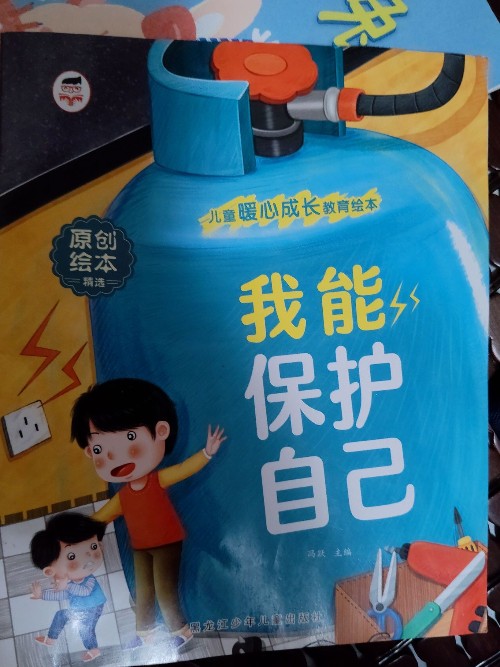 儿童暖心成长教育绘本
原创
绘本
精选
我能
保护
自己
冯跃 主编
黑龙江少年儿童出版社